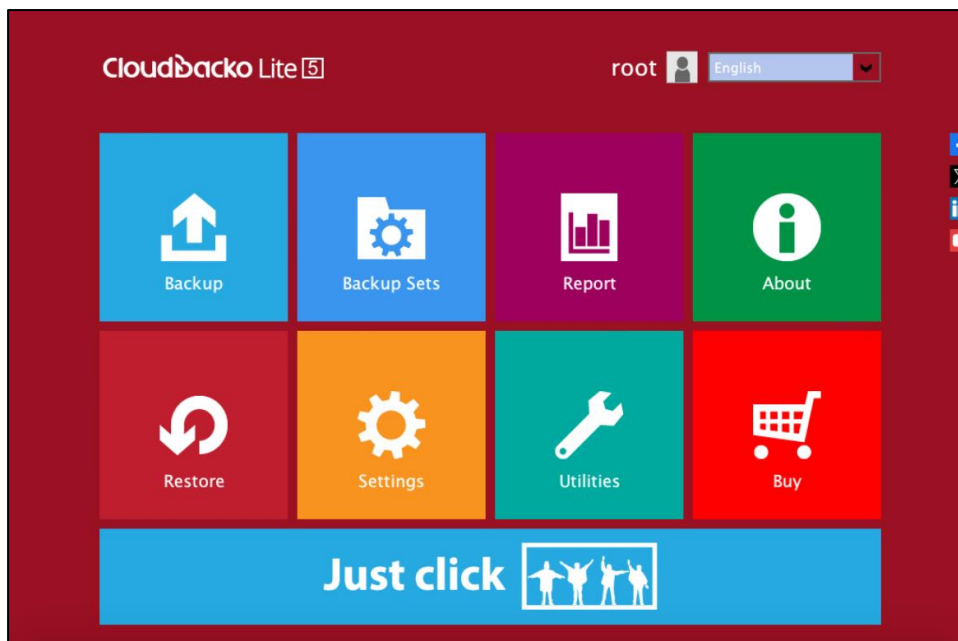 CloudBacko Lite 5
root
English
Backup
Backup Sets
Report
About
Restore
Settings
Utilities
Buy
Just click